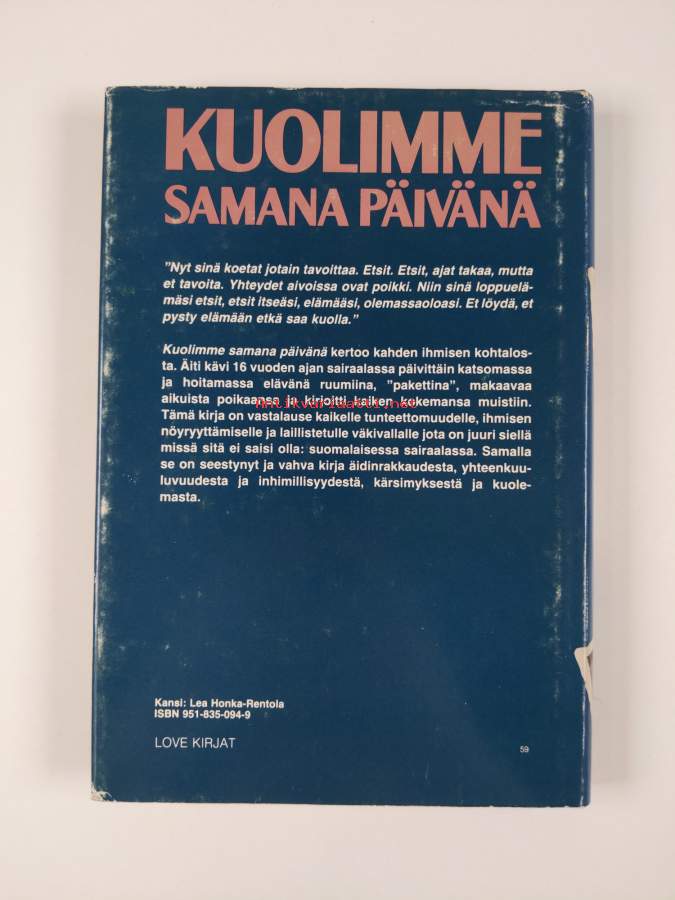 KUOLIMME
SAMANA PÄIVÄNÄ
"Nyt sinä koetat jotain tavoittaa. Etsit. Etsit, ajat takaa, mutta
et tavoita. Yhteydet aivoissa ovat poikki. Niin sinä loppuelä-
mäsi etsit, etsit itseäsi, elämääsi, olemassaoloasi. Et löydä, et
pysty elämään etkä saa kuolla."
Kuolimme samana päivänä kertoo kahden ihmisen kohtalos-
ta. Äiti kävi 16 vuoden ajan sairaalassa päivittäin katsomassa
ja hoitamassa elävänä ruumiina, "pakettina", makaavaa
aikuista poikaansa ja kirjoitti kaiken kokemansa muistiin.
Antikvariaatti.net
Tämä kirja on vastalause kaikelle tunteettomuudelle, ihmisen
nöyryyttämiselle ja laillistetulle väkivallalle jota on juuri siellä
missä sitä ei saisi olla: suomalaisessa sairaalassa. Samalla
se on seestynyt ja vahva kirja äidinrakkaudesta, yhteenkuu-
luvuudesta ja inhimillisyydestä, kärsimyksestä ja kuole-
masta.
Kansi: Lea Honka-Rentola
ISBN 951-835-094-9
LOVE KIRJAT
59